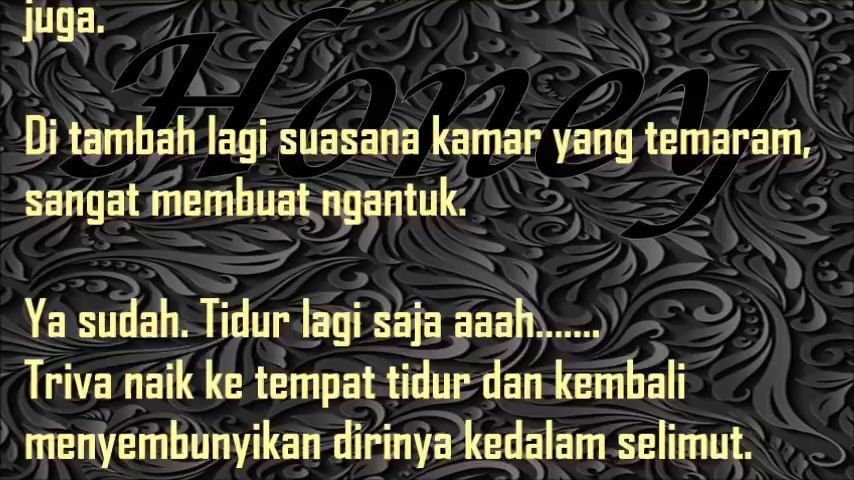 juga.
Honey
Di tambah lagi suasana kamar yang temaram,
sangat membuat ngantuk.
Ya sudah. Tidur lagi saja aaah.......
Triva naik ke tempat tidur dan kembali
menyembunyikan dirinya kedalam selimut.